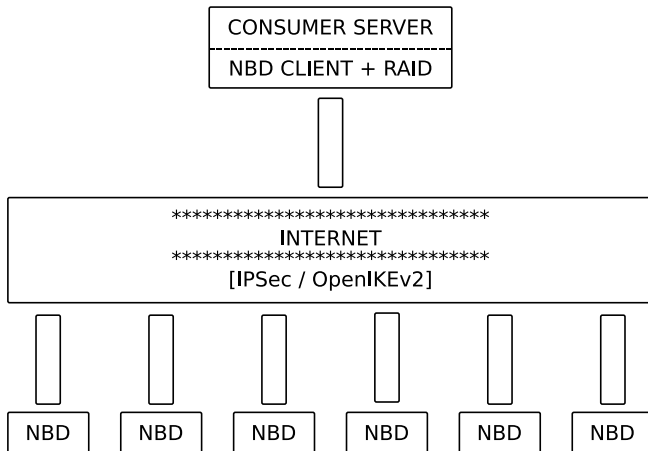 CONSUMER SERVER
NBD CLIENT + RAID
*******************************
INTERNET
*******************************
[IPSec / OpenIKEv2]
NBD NBD NBD NBD NBD NBD